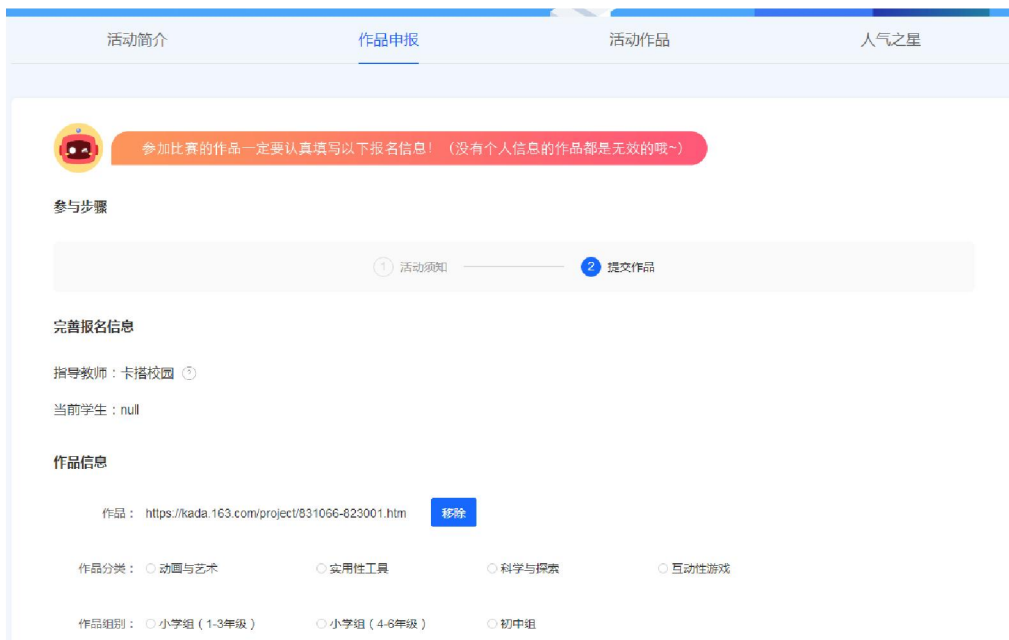 活动简介 作品申报 活动作品 人气之星
参加比赛的作品一定要认真填写以下报名信息！（没有个人信息的作品都是无效的哦~）
参与步骤
1 活动须知 2 提交作品
完善报名信息
指导教师：卡搭校园 ?
当前学生：null
作品信息
作品： https://kada.163.com/project/831066-823001.htm 移除
作品分类： 动画与艺术 实用性工具 科学与探索 互动性游戏
作品组别： 小学组（1-3年级） 小学组（4-6年级） 初中组